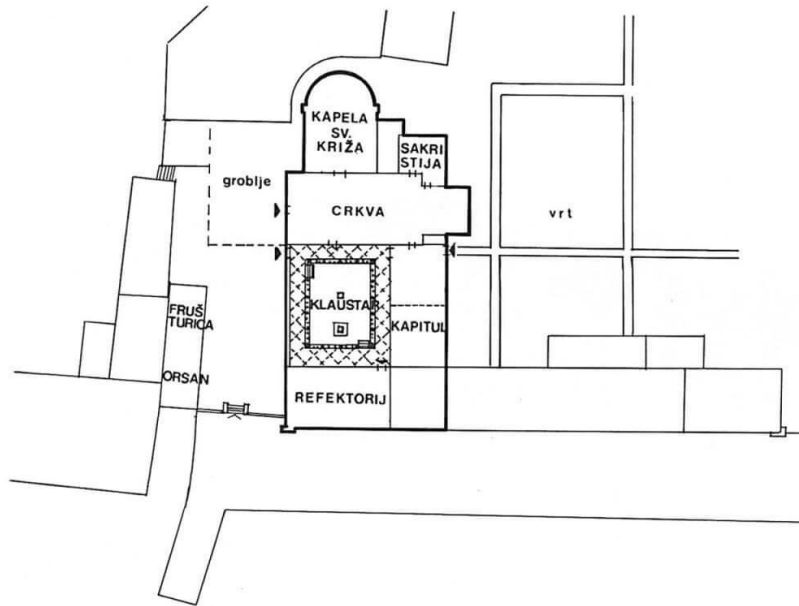 KAPELA
SV.
KRIŽA
SAKRI
STIJA
groblje
CRKVA
vrt
KLAUSTAR
FRUŠ
TURICA
KAPITUL
ORSAN
REFEKTORIJ